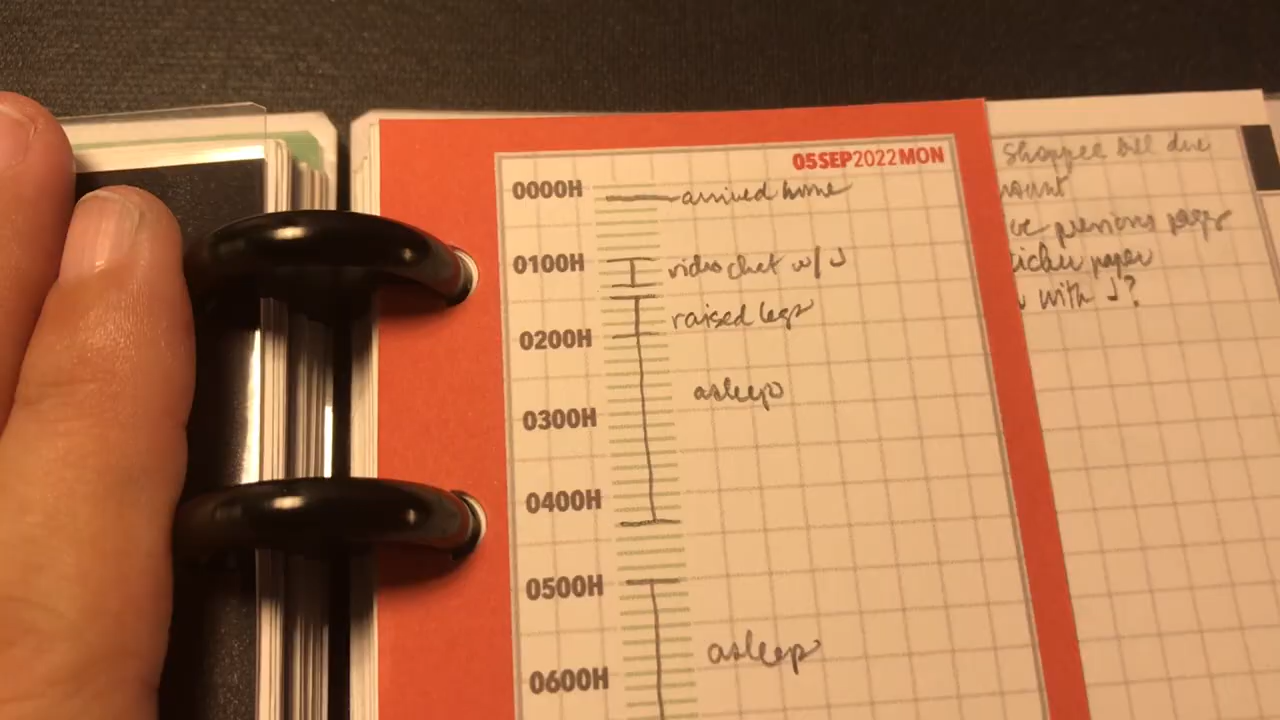 05SEP2022MON
0000H arrived home
0100H video chat w/ J
raised legs
0200H
asleep
0300H
0400H
0500H
asleep
0600H
Shopee bill due
previous page
paper
with J?